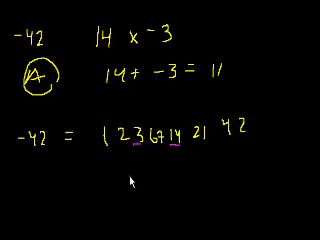 -42 14 x -3
14 + -3 = 11
-42 = 1 2 3 6 7 14 21 42